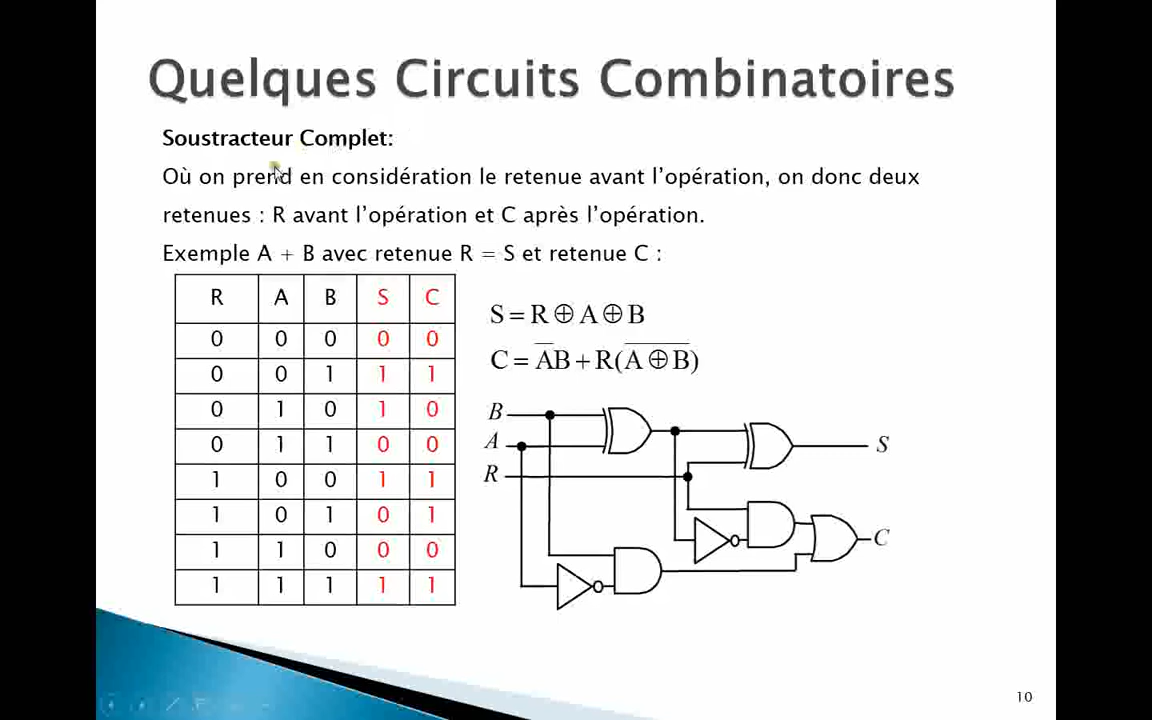 Quelques Circuits Combinatoires
Soustracteur Complet:
Où on prend en considération le retenue avant l'opération, on donc deux
retenues : R avant l'opération et C après l'opération.
Exemple A + B avec retenue R = S et retenue C :
R A B S C
0 0 0 0 0
0 0 1 1 1
0 1 0 1 0
0 1 1 0 0
1 0 0 1 1
1 0 1 0 1
1 1 0 0 0
1 1 1 1 1
S = R ⊕ A ⊕ B
C = A̅B + R(A̅ ̅⊕̅ ̅B̅)
B
A
R
S
C
10